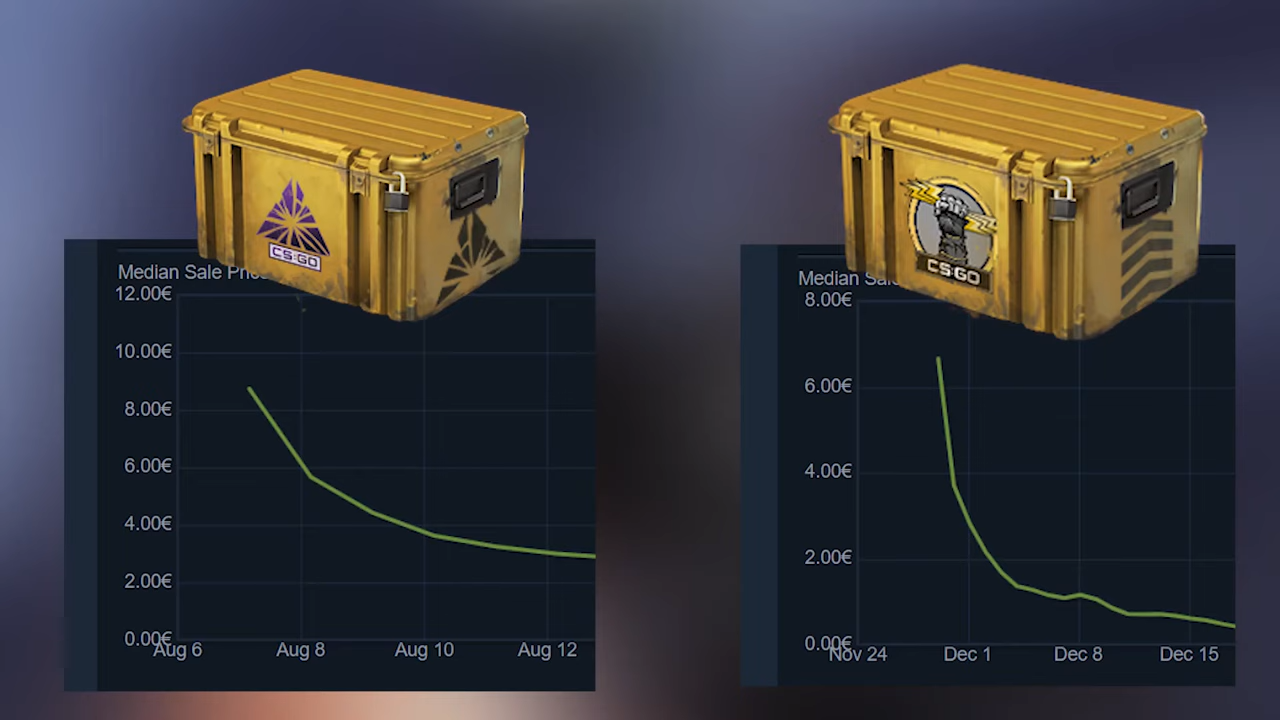 CS:GO
Median Sale
12.00€
10.00€
8.00€
6.00€
4.00€
2.00€
0.00€
Aug 6 Aug 8 Aug 10 Aug 12
CS:GO
Median
8.00€
6.00€
4.00€
2.00€
0.00€
Nov 24 Dec 1 Dec 8 Dec 15